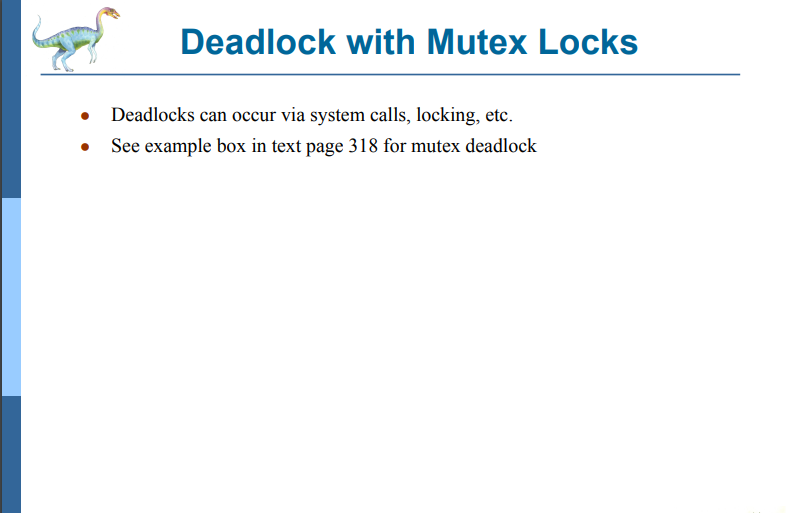 Deadlock with Mutex Locks
● Deadlocks can occur via system calls, locking, etc.
● See example box in text page 318 for mutex deadlock